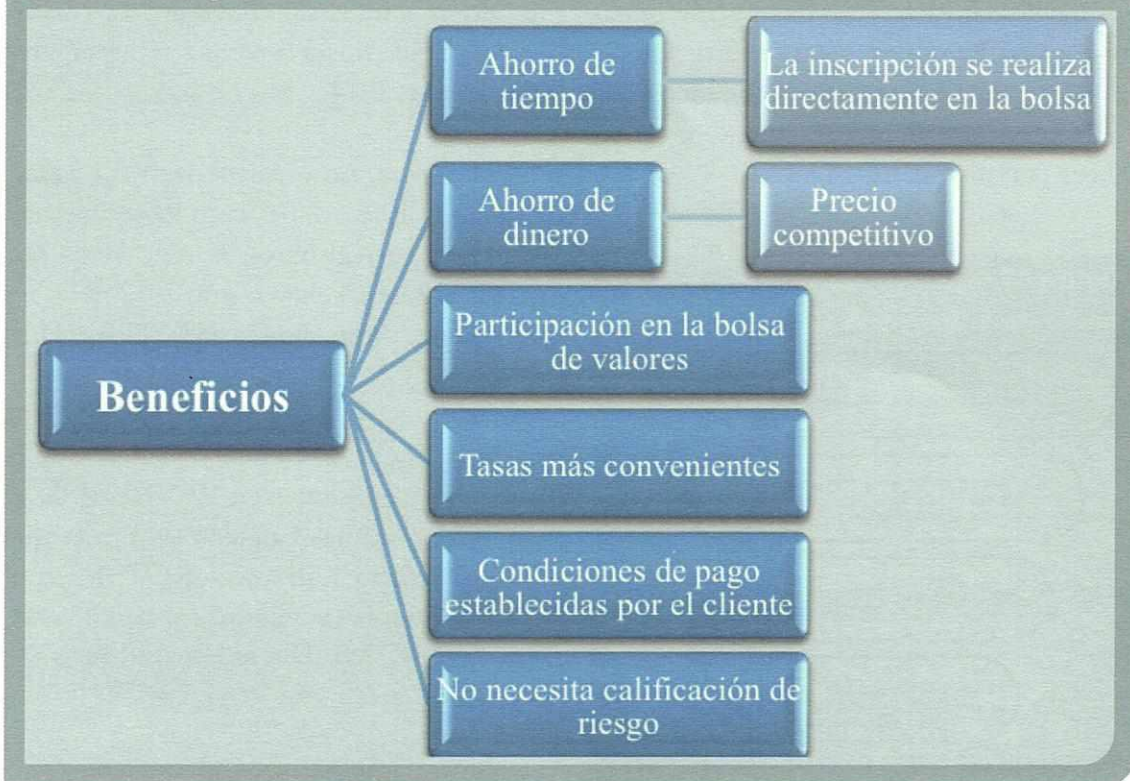 Beneficios
Ahorro de
tiempo
La inscripción se realiza
directamente en la bolsa
Ahorro de
dinero
Precio
competitivo
Participación en la bolsa
de valores
Tasas más convenientes
Condiciones de pago
establecidas por el cliente
No necesita calificación de
riesgo